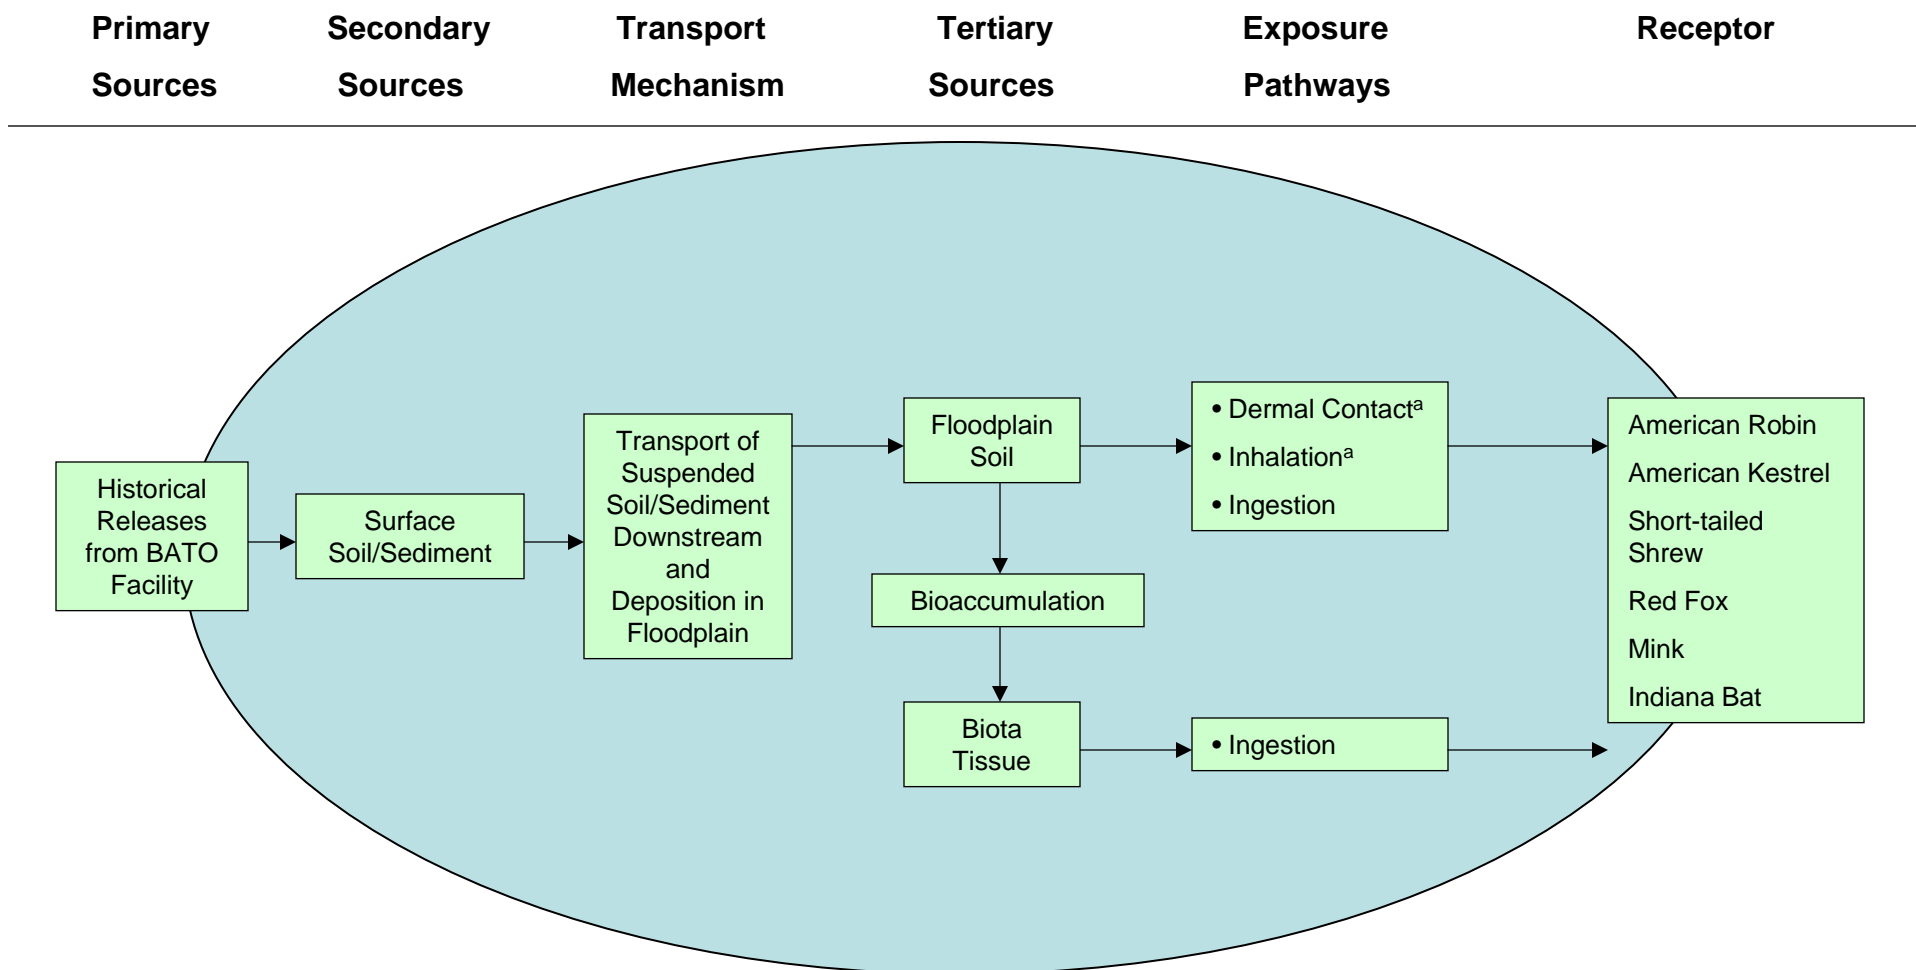 Primary Sources
Secondary Sources
Transport Mechanism
Tertiary Sources
Exposure Pathways
Receptor
Historical
Releases
from BATO
Facility
Surface
Soil/Sediment
Transport of
Suspended
Soil/Sediment
Downstream
and
Deposition in
Floodplain
Floodplain
Soil
Bioaccumulation
Biota
Tissue
• Dermal Contactᵃ
• Inhalationᵃ
• Ingestion
• Ingestion
American Robin
American Kestrel
Short-tailed
Shrew
Red Fox
Mink
Indiana Bat